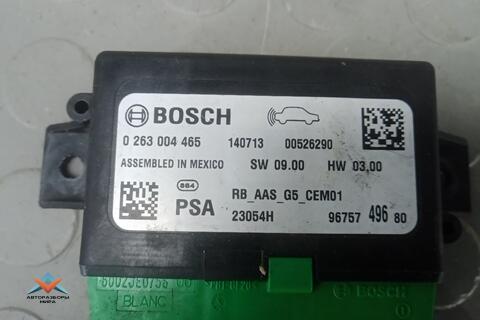 BOSCH
0 263 004 465 140713 00526290
ASSEMBLED IN MEXICO SW 09.00 HW 03.00
884 RB_AAS_G5_CEM01
PSA 23054H 96757 496 80
BLANC
BOSCH
АВТОРАЗБОРЫ
МИРА